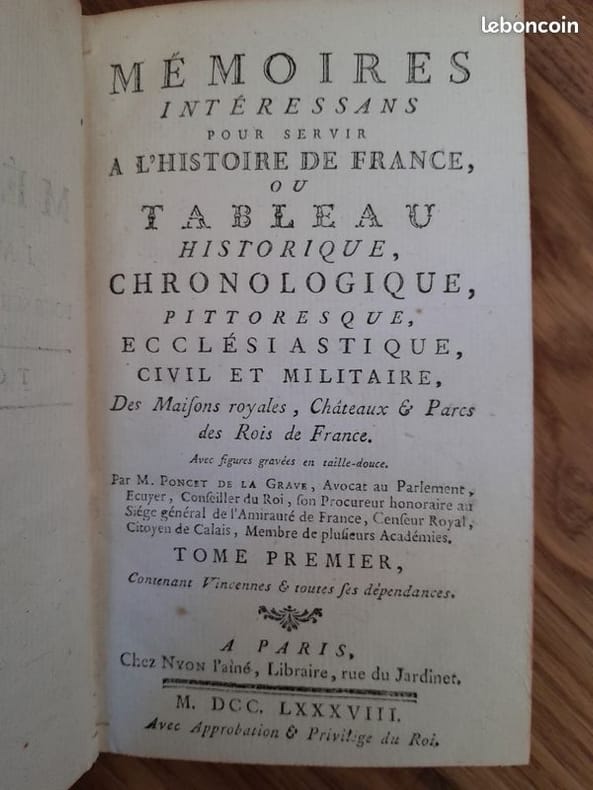 leboncoin
MÉMOIRES
INTÉRESSANS
POUR SERVIR
A L'HISTOIRE DE FRANCE,
OU
TABLEAU
HISTORIQUE,
CHRONOLOGIQUE,
PITTORESQUE,
ECCLÉSIASTIQUE,
CIVIL ET MILITAIRE,
Des Maiſons royales, Châteaux & Parcs
des Rois de France.
Avec figures gravées en taille-douce.
Par M. PONCET DE LA GRAVE, Avocat au Parlement,
Ecuyer, Conſeiller du Roi, ſon Procureur honoraire au
Siége général de l'Amirauté de France, Cenſeur Royal,
Citoyen de Calais, Membre de pluſieurs Académies.
TOME PREMIER,
Contenant Vincennes & toutes ſes dépendances.
A PARIS,
Chez NYON l'aîné, Libraire, rue du Jardinet.
M. DCC. LXXXVIII.
Avec Approbation & Privilége du Roi.